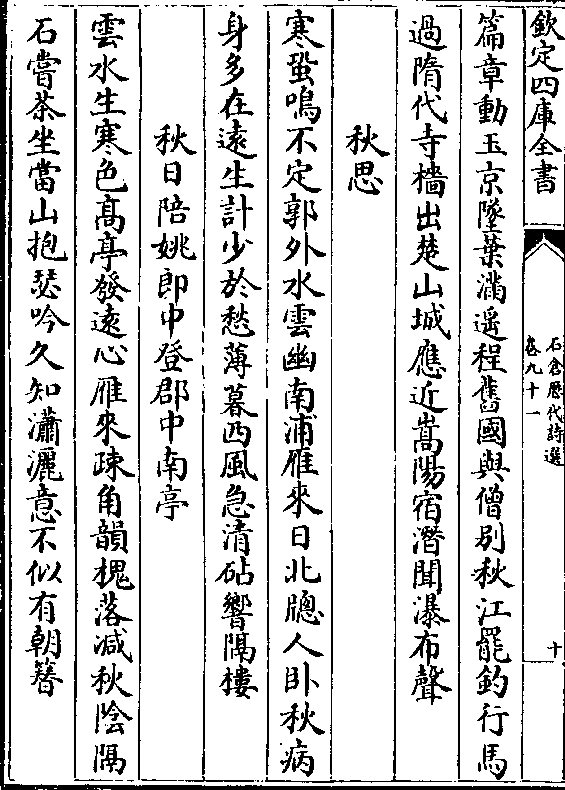 欽定四庫全書
石倉歴代詩選
卷九十一
十
篇章動玉京墜葉滿遥程舊國與僧別秋江罷釣行馬
過隋代寺檣出楚山城應近嵩陽宿潛聞瀑布聲
秋思
寒蛩鳴不定郭外水雲幽南浦雁來日北牕人卧秋病
身多在遠生計少於愁薄暮西風急清砧響隔樓
秋日陪姚郎中登郡中南亭
雲水生寒色髙亭發遠心雁來疎角韻槐落减秋陰隔
石嘗茶坐當山抱瑟吟久知瀟灑意不似有朝簪